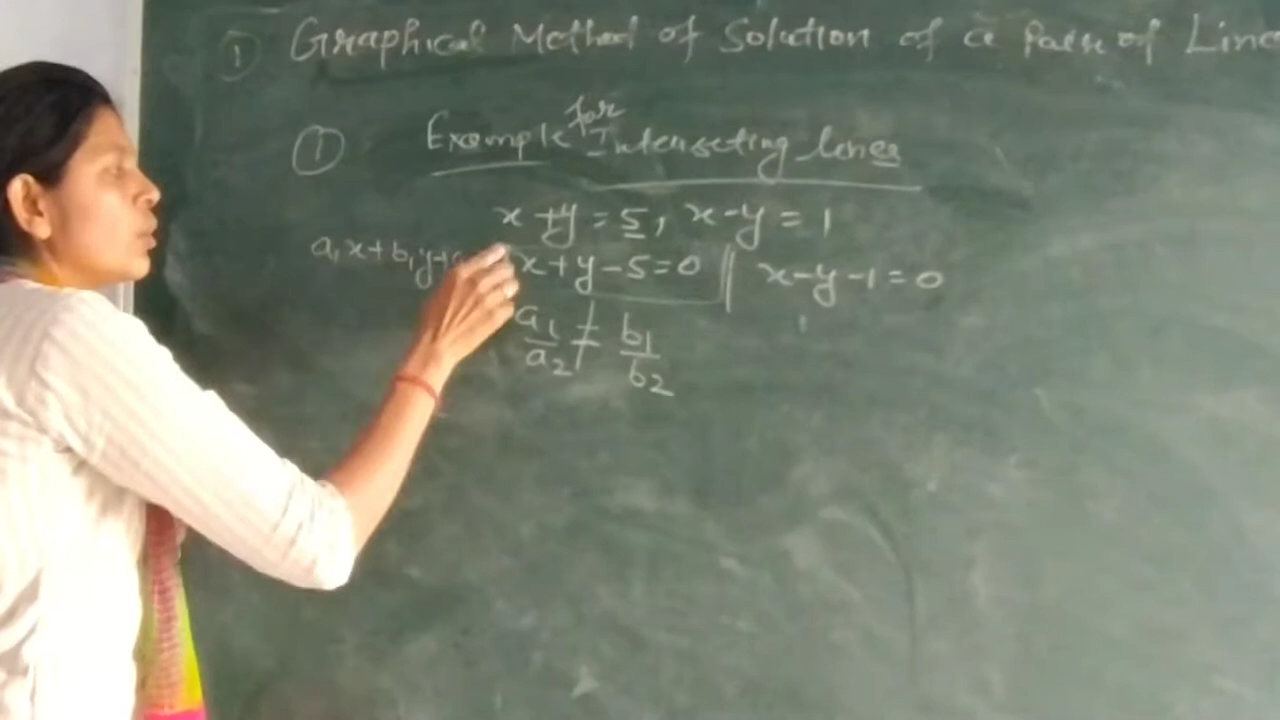 ① Graphical Method of Solution of a Pair of
① Example for Intersecting lines
x + y = 5, x - y = 1
a₁x + b₁y + x + y - 5 = 0 || x - y - 1 = 0
a₁/a₂ ≠ b₁/b₂